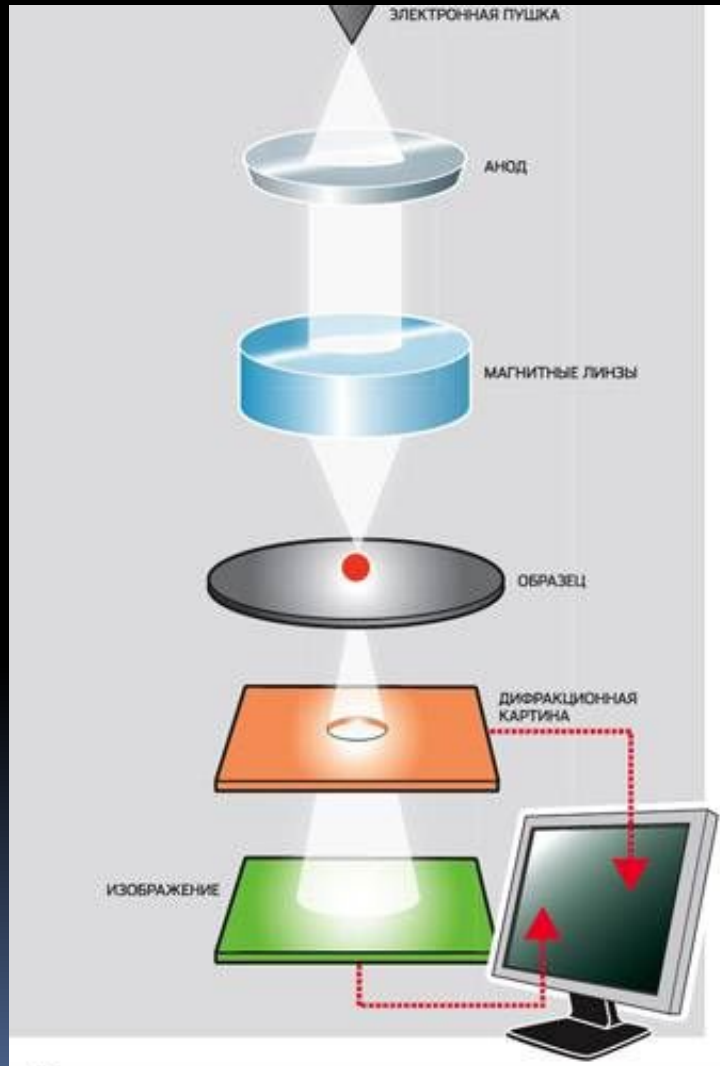 ЭЛЕКТРОННАЯ ПУШКА
АНОД
МАГНИТНЫЕ ЛИНЗЫ
ОБРАЗЕЦ
ДИФРАКЦИОННАЯ
КАРТИНА
ИЗОБРАЖЕНИЕ